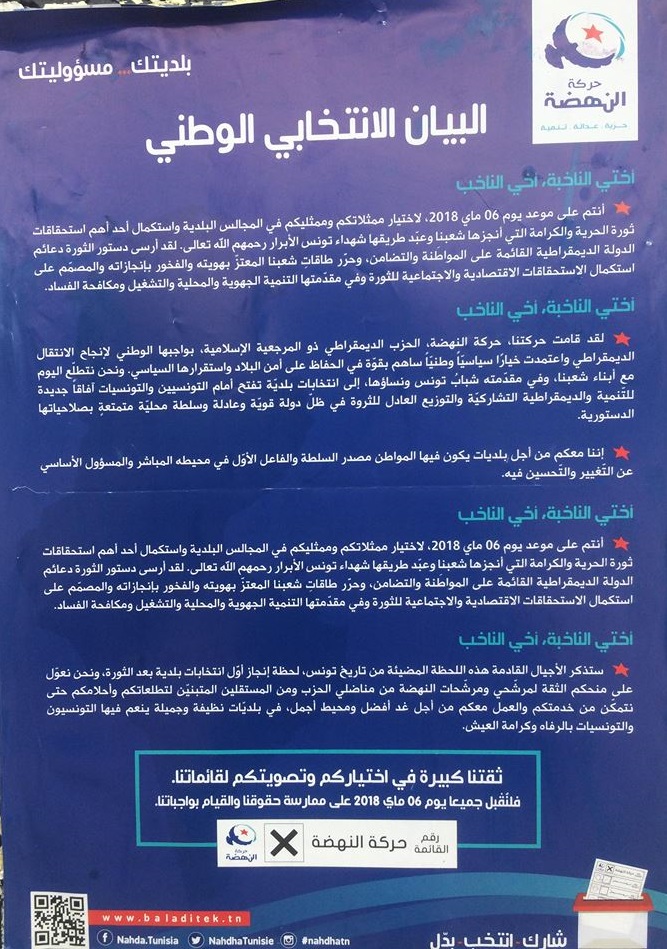 حركة
النهضة
حرية . عدالة . تنمية
بلديتك... مسؤوليتك
البيان الانتخابي الوطني
أختي الناخبة، أخي الناخب
أنتم على موعد يوم 06 ماي 2018، لاختيار ممثلاتكم وممثليكم في المجالس البلدية واستكمال أحد أهم استحقاقات
ثورة الحرية والكرامة التي أنجزها شعبنا وعبّد طريقها شهداء تونس الأبرار رحمهم الله تعالى. لقد أرسى دستور الثورة دعائم
الدولة الديمقراطية القائمة على المواطنة والتضامن، وحرّر طاقات شعبنا المعتزّ بهويته والفخور بإنجازاته والمصمّم على
استكمال الاستحقاقات الاقتصادية والاجتماعية للثورة وفي مقدّمتها التنمية الجهوية والمحلية والتشغيل ومكافحة الفساد.
أختي الناخبة، أخي الناخب
لقد قامت حركتنا، حركة النهضة، الحزب الديمقراطي ذو المرجعية الإسلامية، بواجبها الوطني لإنجاح الانتقال
الديمقراطي واعتمدت خيارًا سياسيّا وطنيّا ساهم بقوّة في الحفاظ على أمن البلاد واستقرارها السياسي. ونحن نتطلّع اليوم
مع أبناء شعبنا، وفي مقدّمته شبابُ تونس ونساؤها، إلى انتخابات بلديّة تفتح أمام التونسيين والتونسيات آفاقا جديدة
للتّنمية والديمقراطية التشاركيّة والتوزيع العادل للثروة في ظلّ دولة قويّة وعادلة وسلطة محليّة متمتعةٍ بصلاحياتها
الدستورية.
إننا معكم من أجل بلديات يكون فيها المواطن مصدر السلطة والفاعل الأوّل في محيطه المباشر والمسؤول الأساسي
عن التّغيير والتّحسين فيه.
أختي الناخبة، أخي الناخب
أنتم على موعد يوم 06 ماي 2018، لاختيار ممثلاتكم وممثليكم في المجالس البلدية واستكمال أحد أهم استحقاقات
ثورة الحرية والكرامة التي أنجزها شعبنا وعبّد طريقها شهداء تونس الأبرار رحمهم الله تعالى. لقد أرسى دستور الثورة دعائم
الدولة الديمقراطية القائمة على المواطنة والتضامن، وحرّر طاقات شعبنا المعتزّ بهويته والفخور بإنجازاته والمصمّم على
استكمال الاستحقاقات الاقتصادية والاجتماعية للثورة وفي مقدّمتها التنمية الجهوية والمحلية والتشغيل ومكافحة الفساد.
أختي الناخبة، أخي الناخب
ستذكر الأجيال القادمة هذه اللحظة المضيئة من تاريخ تونس، لحظة إنجاز أوّل انتخابات بلدية بعد الثورة، ونحن نعوّل
على منحكم الثقة لمرشّحي ومرشّحات النهضة من مناضلي الحزب ومن المستقلين المتبنيّن لتطلعاتكم وأحلامكم حتى
نتمكّن من خدمتكم والعمل معكم من أجل غد أفضل ومحيط أجمل، في بلديّات نظيفة وجميلة ينعم فيها التونسيون
والتونسيات بالرفاه وكرامة العيش.
ثقتنا كبيرة في اختياركم وتصويتكم لقائماتنا.
فلنُقبل جميعا يوم 06 ماي 2018 على ممارسة حقوقنا والقيام بواجباتنا.
رقم
القائمة
حركة النهضة
حركة
النهضة
www.baladitek.tn
Nahda.Tunisia
NahdhaTunisie
#nahdhatn
شارك - انتخب - بدّل